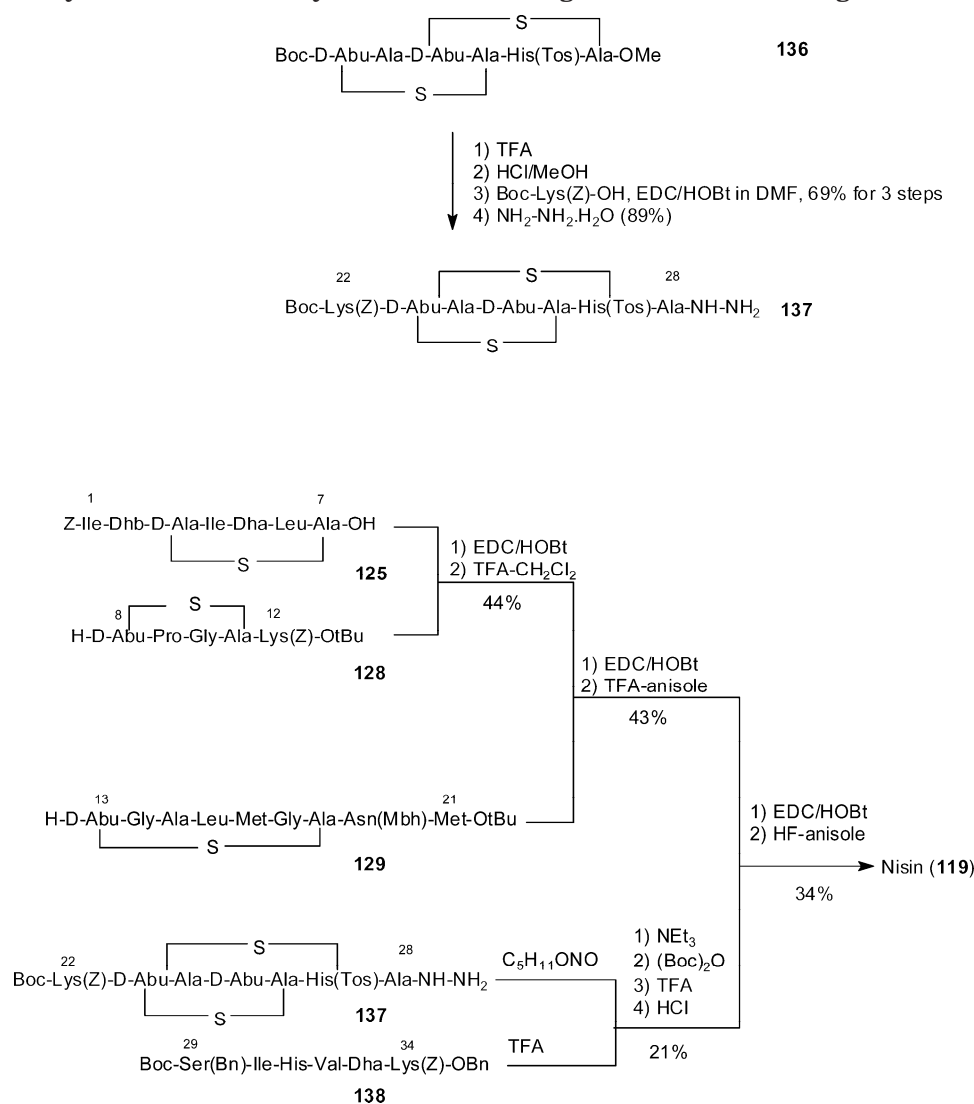 S
Boc-D-Abu-Ala-D-Abu-Ala-His(Tos)-Ala-OMe 136
S
1) TFA
2) HCl/MeOH
3) Boc-Lys(Z)-OH, EDC/HOBt in DMF, 69% for 3 steps
4) NH2-NH2.H2O (89%)
22 S 28
Boc-Lys(Z)-D-Abu-Ala-D-Abu-Ala-His(Tos)-Ala-NH-NH2 137
S
1 7
Z-Ile-Dhb-D-Ala-Ile-Dha-Leu-Ala-OH
S
125
1) EDC/HOBt
2) TFA-CH2Cl2
44%
8 S 12
H-D-Abu-Pro-Gly-Ala-Lys(Z)-OtBu
128
1) EDC/HOBt
2) TFA-anisole
43%
13 21
H-D-Abu-Gly-Ala-Leu-Met-Gly-Ala-Asn(Mbh)-Met-OtBu
S
129
1) EDC/HOBt
2) HF-anisole
Nisin (119)
34%
22 S 28
Boc-Lys(Z)-D-Abu-Ala-D-Abu-Ala-His(Tos)-Ala-NH-NH2
S
137
C5H11ONO
1) NEt3
2) (Boc)2O
3) TFA
4) HCl
21%
29 34
Boc-Ser(Bn)-Ile-His-Val-Dha-Lys(Z)-OBn
TFA
138